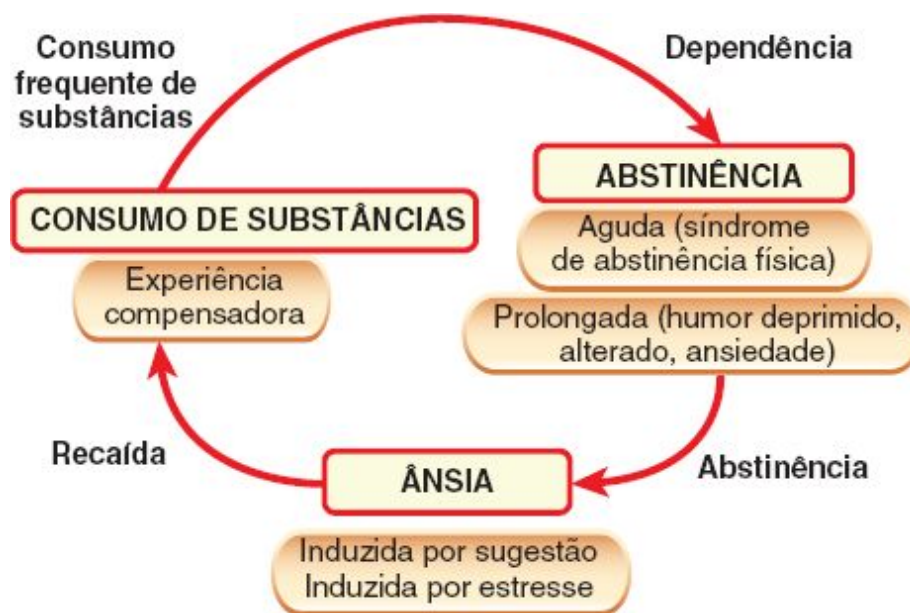 Consumo
frequente de
substâncias
Dependência
CONSUMO DE SUBSTÂNCIAS
Experiência
compensadora
ABSTINÊNCIA
Aguda (síndrome
de abstinência física)
Prolongada (humor deprimido,
alterado, ansiedade)
Recaída
Abstinência
ÂNSIA
Induzida por sugestão
Induzida por estresse